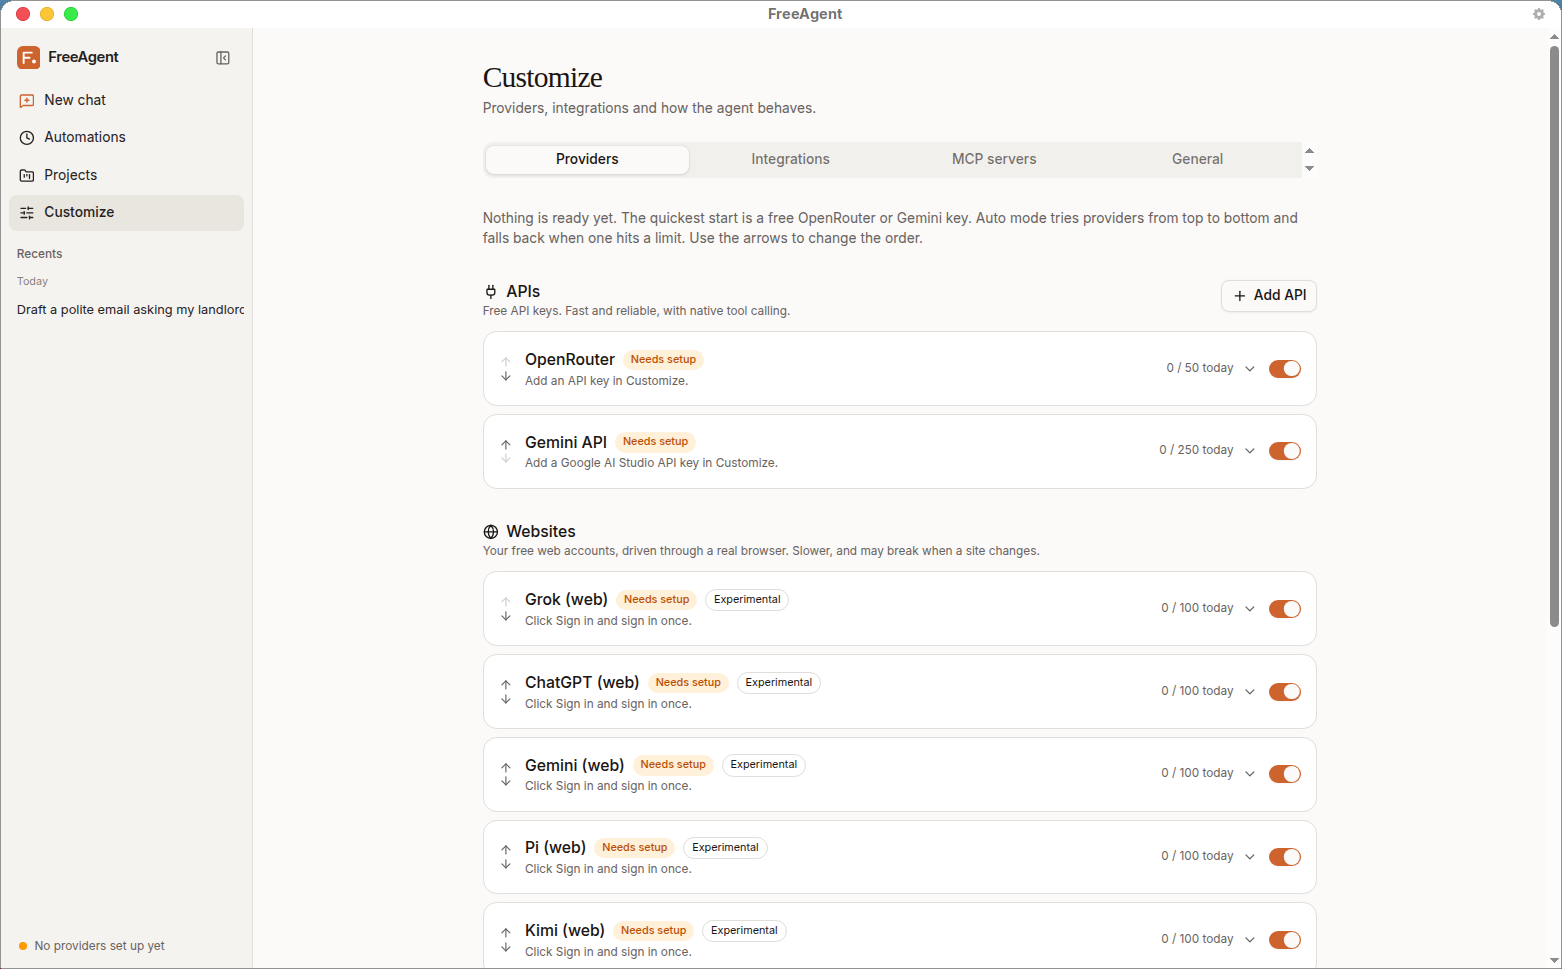 FreeAgent
F.
FreeAgent
New chat
Automations
Projects
Customize
Recents
Today
Draft a polite email asking my landlord
No providers set up yet
Customize
Providers, integrations and how the agent behaves.
Providers
Integrations
MCP servers
General
Nothing is ready yet. The quickest start is a free OpenRouter or Gemini key. Auto mode tries providers from top to bottom and
falls back when one hits a limit. Use the arrows to change the order.
APIs
Free API keys. Fast and reliable, with native tool calling.
Add API
OpenRouter Needs setup
Add an API key in Customize.
0 / 50 today
Gemini API Needs setup
Add a Google AI Studio API key in Customize.
0 / 250 today
Websites
Your free web accounts, driven through a real browser. Slower, and may break when a site changes.
Grok (web) Needs setup Experimental
Click Sign in and sign in once.
0 / 100 today
ChatGPT (web) Needs setup Experimental
Click Sign in and sign in once.
0 / 100 today
Gemini (web) Needs setup Experimental
Click Sign in and sign in once.
0 / 100 today
Pi (web) Needs setup Experimental
Click Sign in and sign in once.
0 / 100 today
Kimi (web) Needs setup Experimental
Click Sign in and sign in once.
0 / 100 today